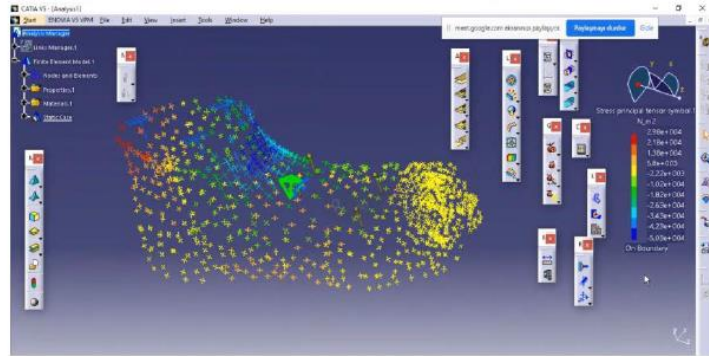 CATIA V5 - [Analysis1]
Start ENOVIA V5 VPM File Edit View Insert Tools Window Help
meet.google.com ekranınızı paylaşıyor. Paylaşmayı durdur Gizle
Analysis Manager
Links Manager.1
Finite Element Model.1
Nodes and Elements
Properties.1
Materials.1
Static Case
Stress principal tensor symbol.1
N_m2
2.98e+004
2.18e+004
1.38e+004
5.8e+003
-2.22e+003
-1.02e+004
-1.82e+004
-2.63e+004
-3.43e+004
-4.23e+004
-5.03e+004
On Boundary